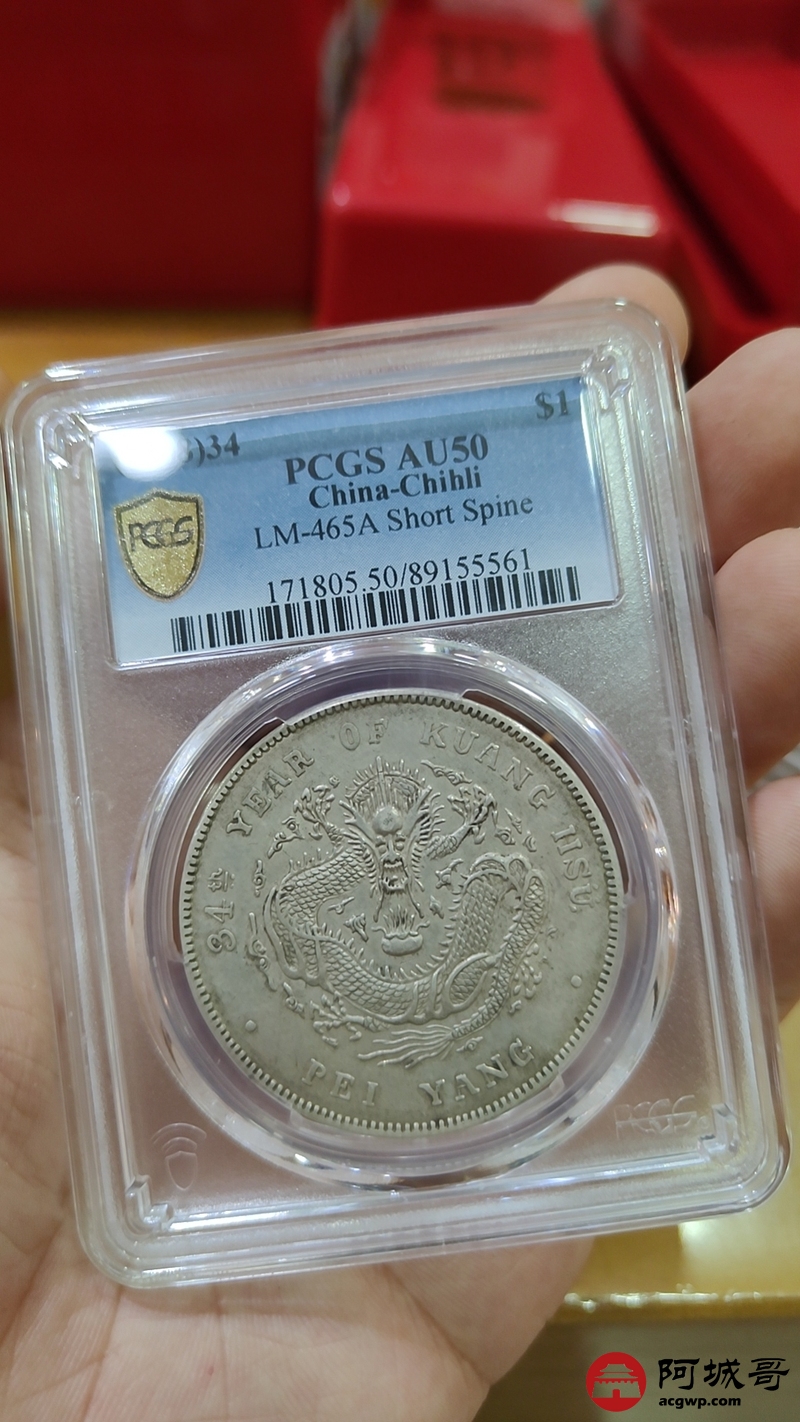 )34
$1
PCGS AU50
China-Chihli
LM-465A Short Spine
PCGS
171805.50/89155561
34TH YEAR OF KUANG HSU
PEI YANG
PCGS
阿城哥
acgwp.com